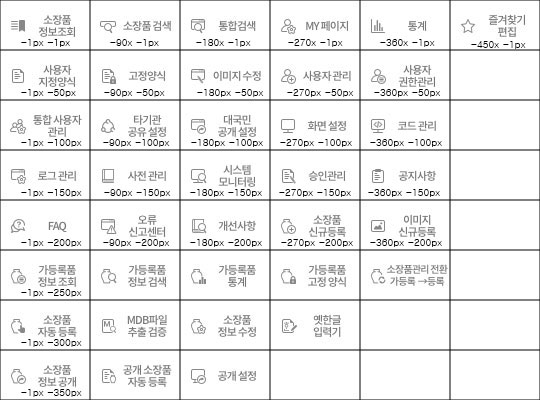 소장품
정보조회
−1px −1px
소장품 검색
−90x −1px
통합검색
−180x −1px
MY 페이지
−270x −1px
통계
−360x −1px
즐겨찾기
편집
−450x −1px
사용자
지정양식
−1px −50px
고정양식
−90px −50px
이미지 수정
−180px −50px
사용자 관리
−270px −50px
사용자
권한관리
−360px −50px
통합 사용자
관리
−1px −100px
타기관
공유 설정
−90px −100px
대국민
공개 설정
−180px −100px
화면 설정
−270px −100px
코드 관리
−360px −100px
로그 관리
−1px −150px
사전 관리
−90px −150px
시스템
모니터링
−180px −150px
승인관리
−270px −150px
공지사항
−360px −150px
FAQ
−1px −200px
오류
신고센터
−90px −200px
개선사항
−180px −200px
소장품
신규등록
−270px −200px
이미지
신규등록
−360px −200px
가등록품
정보 조회
−1px −250px
가등록품
정보 검색
가등록품
통계
가등록품
고정 양식
소장품관리 전환
가등록 →등록
소장품
자동 등록
−1px −300px
MDB파일
추출 검증
소장품
정보 수정
옛한글
입력기
소장품
정보 공개
−1px −350px
공개 소장품
자동 등록
공개 설정